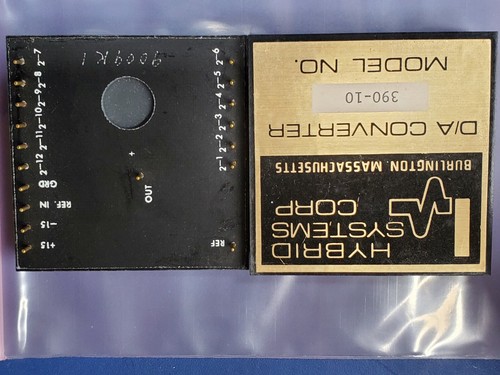 HYBRID
SYSTEMS
CORP
BURLINGTON, MASSACHUSETTS
D/A CONVERTER
390-10
MODEL NO.
2-7
2-8
2-9
2-10
2-11
2-12
GRD
REF. IN
-15
+15
9009K1
2-6
2-5
2-4
2-3
2-2
2-1
+
OUT
REF